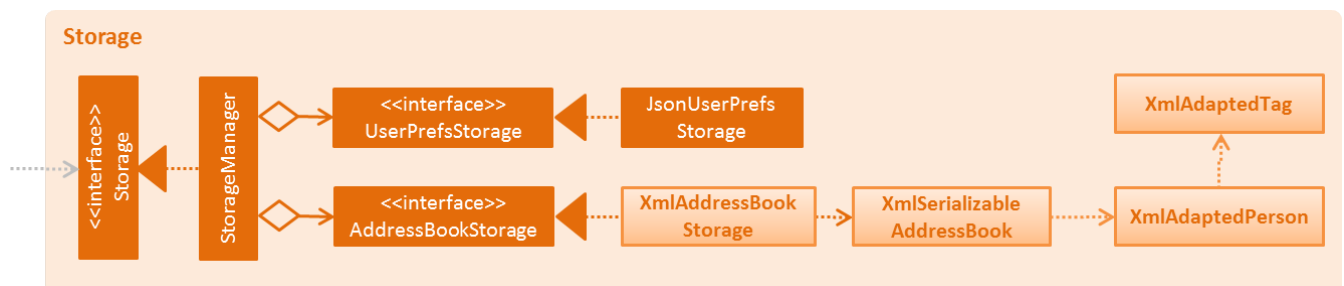 Storage
<<interface>>
Storage
StorageManager
<<interface>>
UserPrefsStorage
JsonUserPrefs
Storage
XmlAdaptedTag
<<interface>>
AddressBookStorage
XmlAddressBook
Storage
XmlSerializable
AddressBook
XmlAdaptedPerson